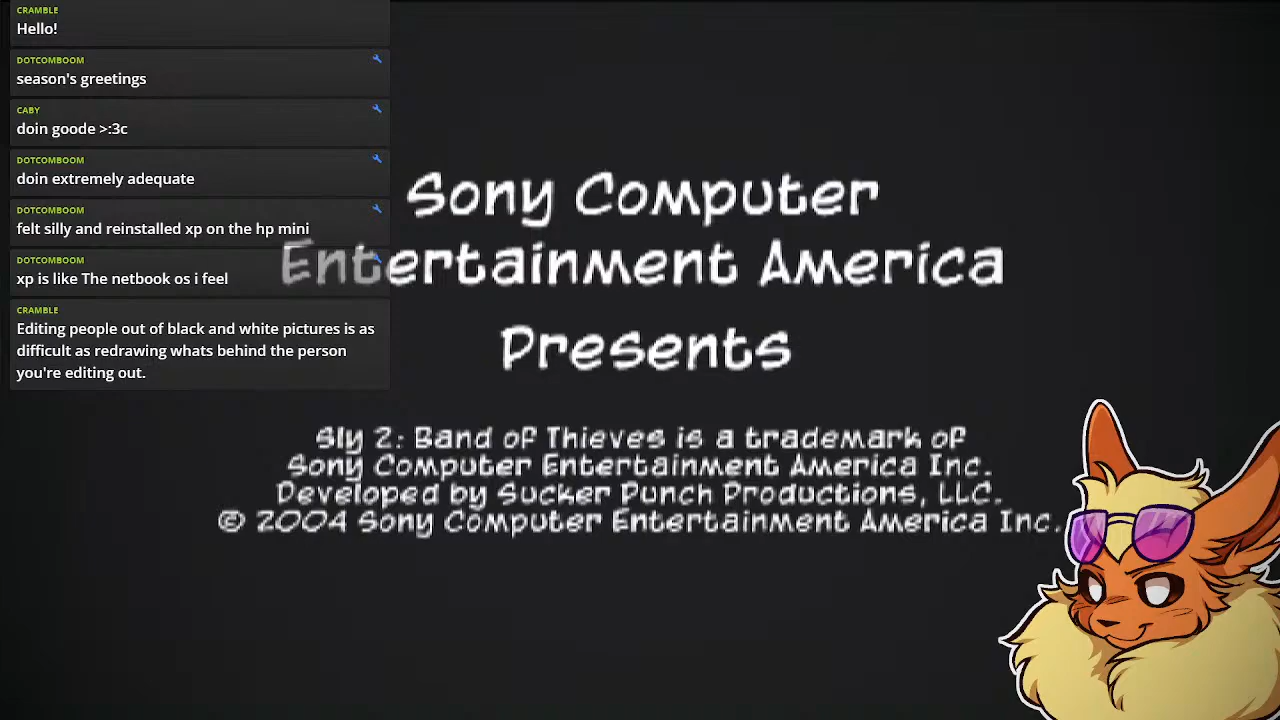 CRAMBLE
Hello!
DOTCOMBOOM
season's greetings
CABY
doin goode >:3c
DOTCOMBOOM
doin extremely adequate
DOTCOMBOOM
felt silly and reinstalled xp on the hp mini
DOTCOMBOOM
xp is like The netbook os i feel
CRAMBLE
Editing people out of black and white pictures is as
difficult as redrawing whats behind the person
you're editing out.
Sony Computer
Entertainment America
Presents
Sly 2: Band of Thieves is a trademark of
Sony Computer Entertainment America Inc.
Developed by Sucker Punch Productions, LLC.
© 2004 Sony Computer Entertainment America Inc.